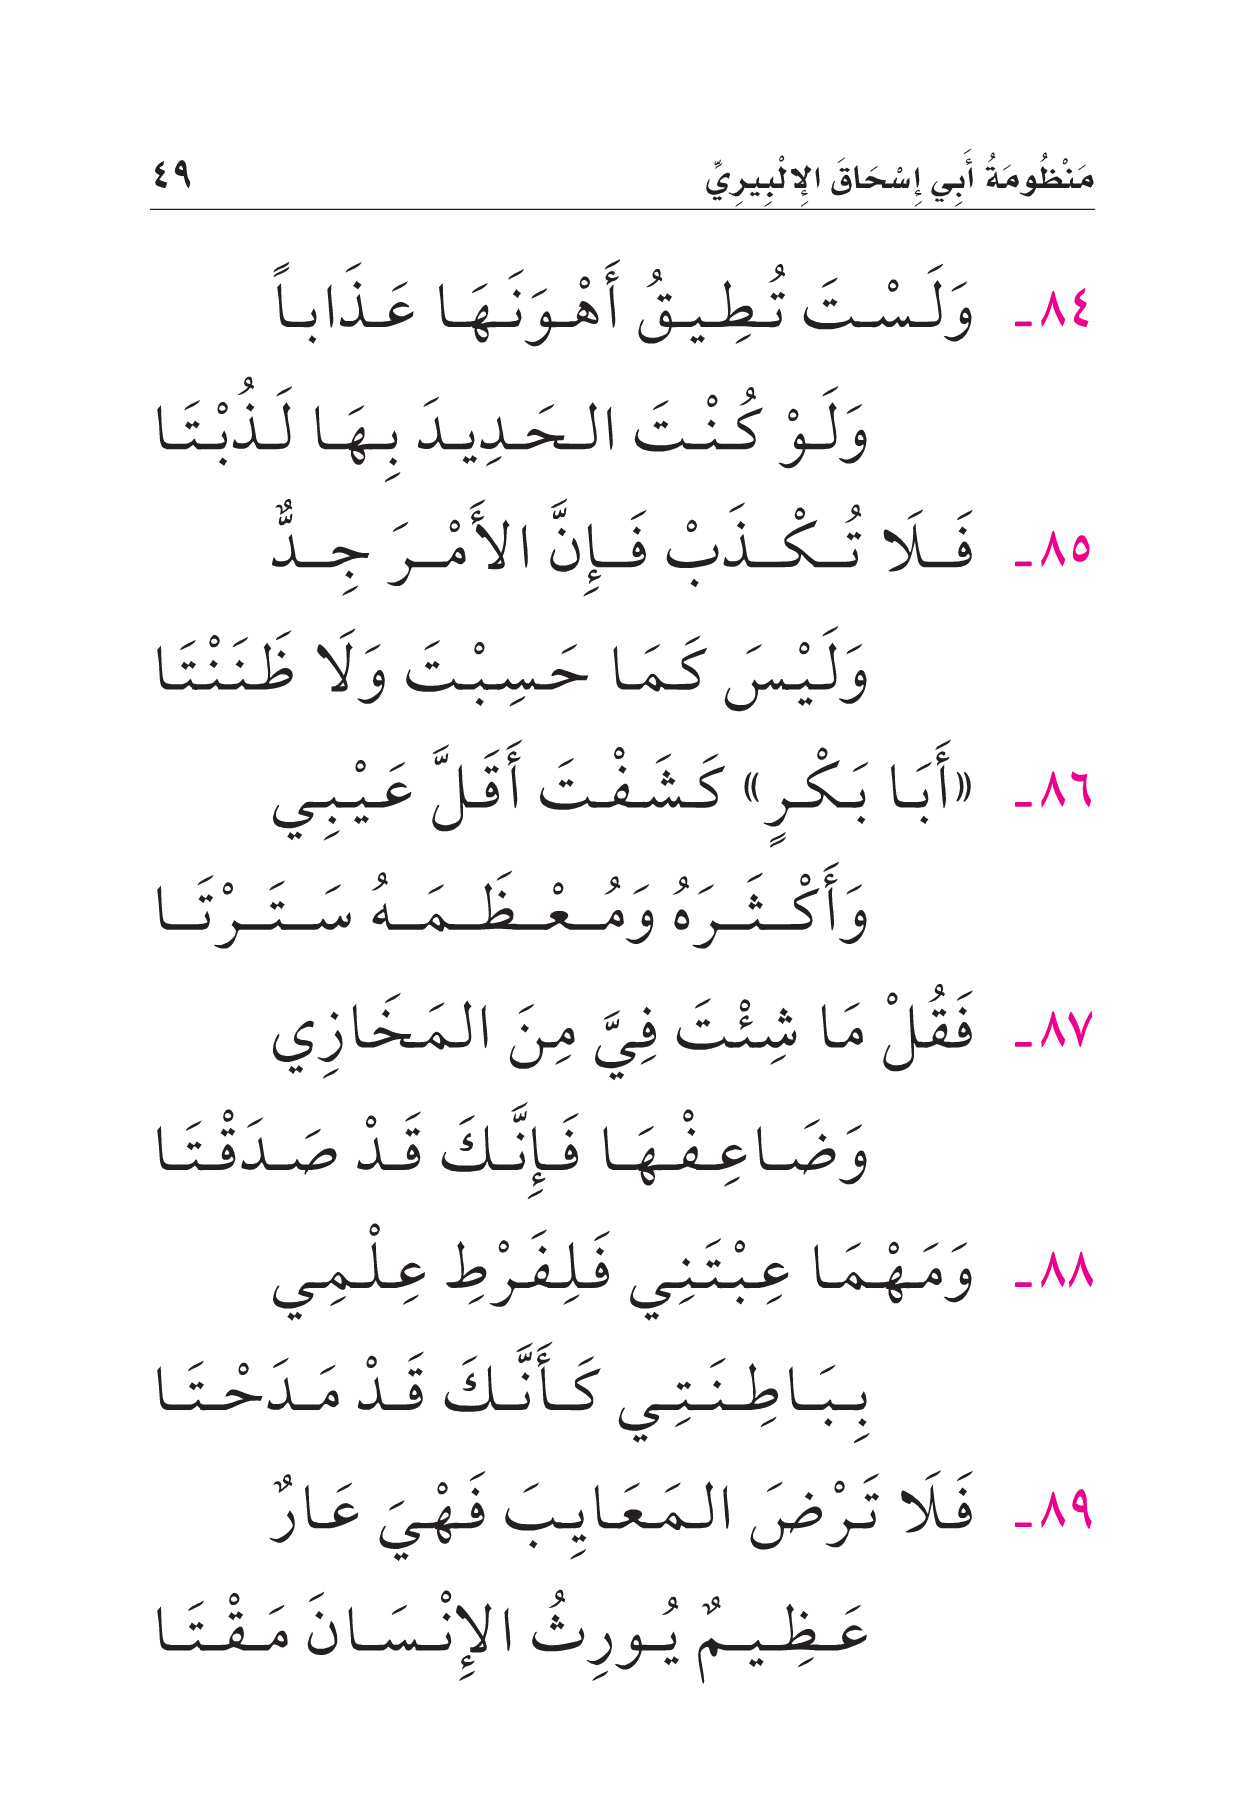 مَنْظُومَةُ أَبِي إِسْحَاقَ الإِلْبِيرِيِّ ٤٩
٨٤ـ وَلَسْتَ تُطِيقُ أَهْوَنَهَا عَذَاباً
وَلَوْ كُنْتَ الحَدِيدَ بِهَا لَذُبْتَا
٨٥ـ فَلَا تُكْذَبْ فَإِنَّ الأَمْرَ جِدٌّ
وَلَيْسَ كَمَا حَسِبْتَ وَلَا ظَنَنْتَا
٨٦ـ «أَبَا بَكْرٍ» كَشَفْتَ أَقَلَّ عَيْبِي
وَأَكْثَرَهُ وَمُعْظَمَهُ سَتَرْتَا
٨٧ـ فَقُلْ مَا شِئْتَ فِيَّ مِنَ المَخَازِي
وَضَاعِفْهَا فَإِنَّكَ قَدْ صَدَقْتَا
٨٨ـ وَمَهْمَا عِبْتَنِي فَلِفَرْطِ عِلْمِي
بِبَاطِنَتِي كَأَنَّكَ قَدْ مَدَحْتَا
٨٩ـ فَلَا تَرْضَ المَعَايِبَ فَهْيَ عَارٌ
عَظِيمٌ يُورِثُ الإِنْسَانَ مَقْتَا